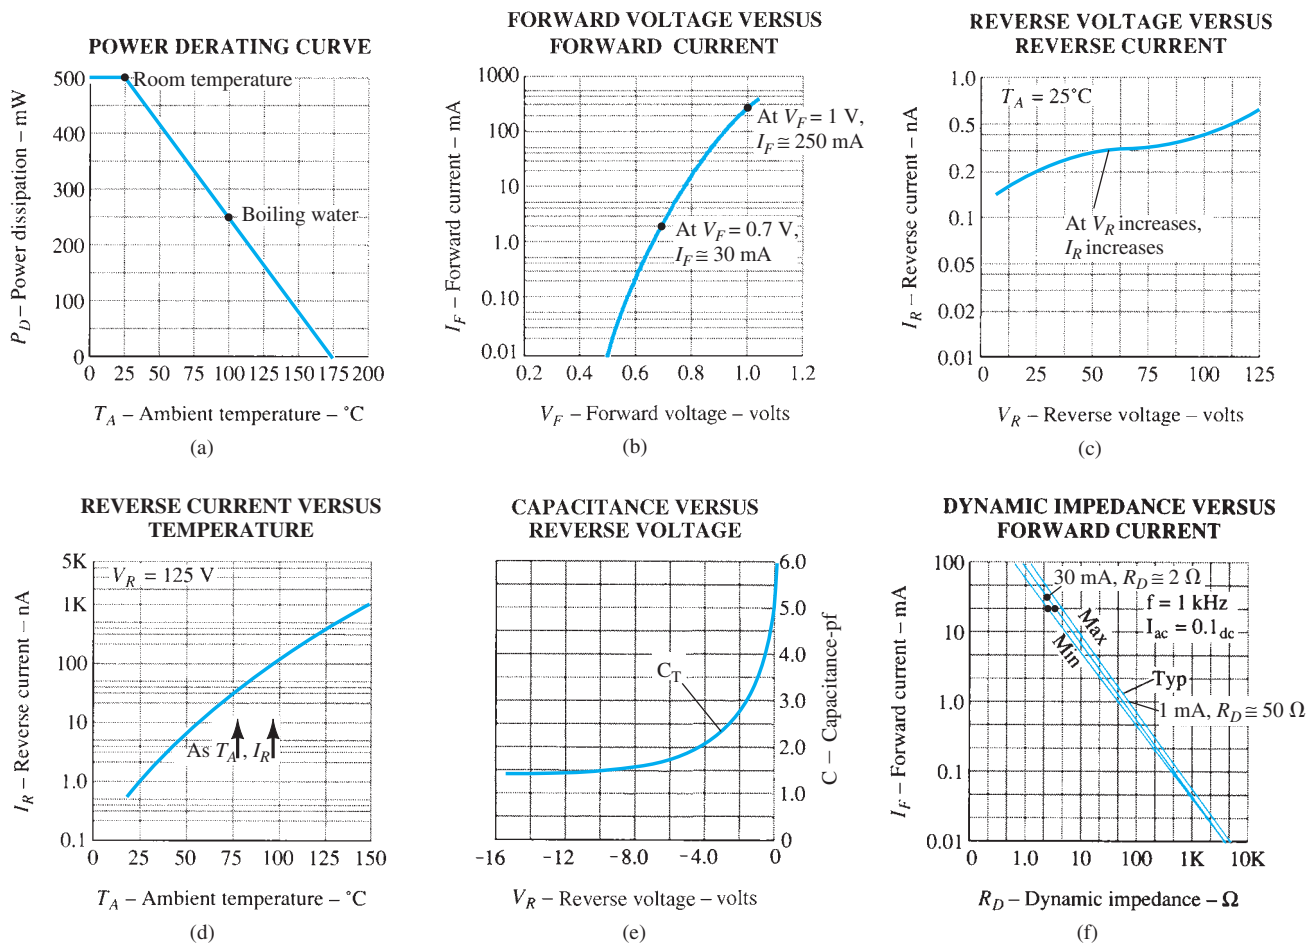 POWER DERATING CURVE
500
400
300
200
100
0
Room temperature
Boiling water
P_D – Power dissipation – mW
0 25 50 75 100 125 150 175 200
T_A – Ambient temperature – °C
(a)
FORWARD VOLTAGE VERSUS
FORWARD CURRENT
1000
100
10
1.0
0.10
0.01
At V_F = 1 V,
I_F ≅ 250 mA
At V_F = 0.7 V,
I_F ≅ 30 mA
I_F – Forward current – mA
0.2 0.4 0.6 0.8 1.0 1.2
V_F – Forward voltage – volts
(b)
REVERSE VOLTAGE VERSUS
REVERSE CURRENT
1.0
0.5
0.2
0.1
0.05
0.02
0.01
T_A = 25°C
At V_R increases,
I_R increases
I_R – Reverse current – nA
0 25 50 75 100 125
V_R – Reverse voltage – volts
(c)
REVERSE CURRENT VERSUS
TEMPERATURE
5K
1K
100
10
1.0
0.1
V_R = 125 V
As T_A , I_R
I_R – Reverse current – nA
0 25 50 75 100 125 150
T_A – Ambient temperature – °C
(d)
CAPACITANCE VERSUS
REVERSE VOLTAGE
6.0
5.0
4.0
3.0
2.0
1.0
0
C_T
C – Capacitance-pf
-16 -12 -8.0 -4.0 0
V_R – Reverse voltage – volts
(e)
DYNAMIC IMPEDANCE VERSUS
FORWARD CURRENT
100
10
1.0
0.1
0.01
30 mA, R_D ≅ 2 Ω
f = 1 kHz
I_ac = 0.1_dc
Max
Min
Typ
1 mA, R_D ≅ 50 Ω
I_F – Forward current – mA
0 1.0 10 100 1K 10K
R_D – Dynamic impedance – Ω
(f)